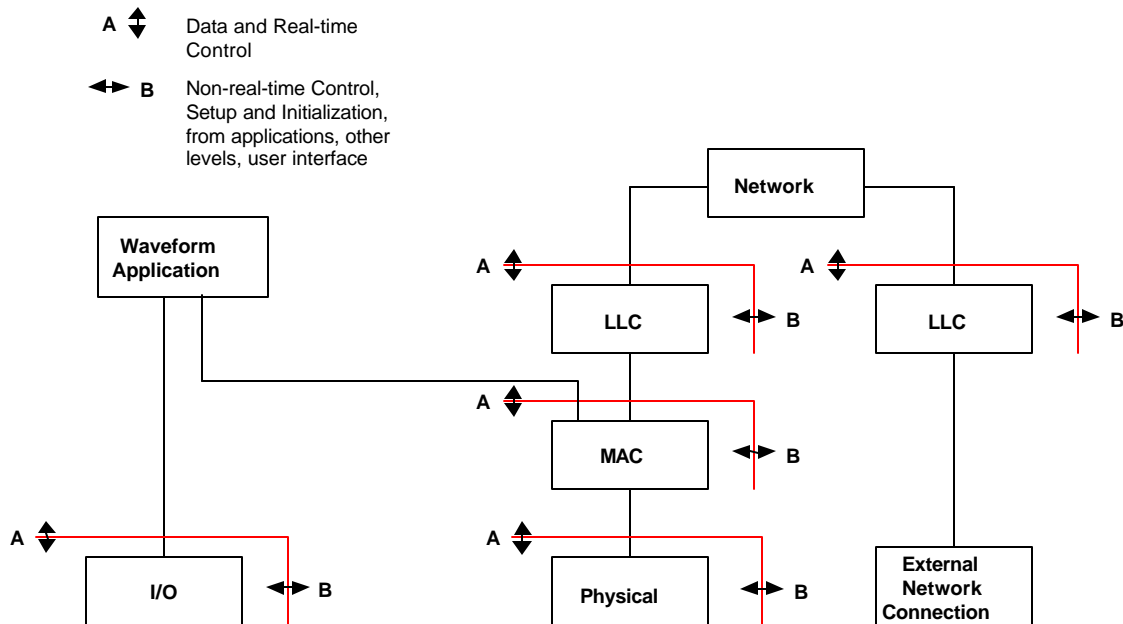 A Data and Real-time
Control
B Non-real-time Control,
Setup and Initialization,
from applications, other
levels, user interface
Network
Waveform
Application
A
A
LLC
B
LLC
B
A
MAC
B
A
I/O
B
A
Physical
B
External
Network
Connection